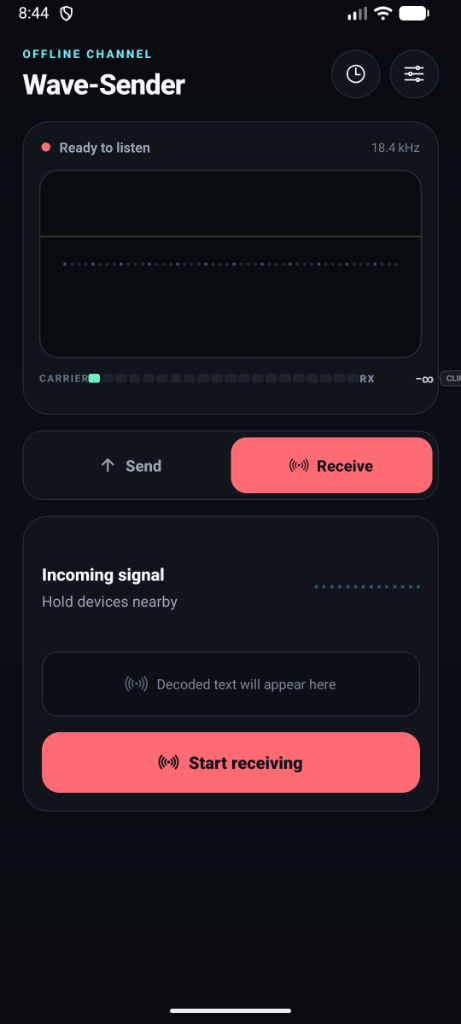 8:44
OFFLINE CHANNEL
Wave-Sender
Ready to listen
18.4 kHz
CARRIER
RX
-∞
CLIP
Send
Receive
Incoming signal
Hold devices nearby
Decoded text will appear here
Start receiving